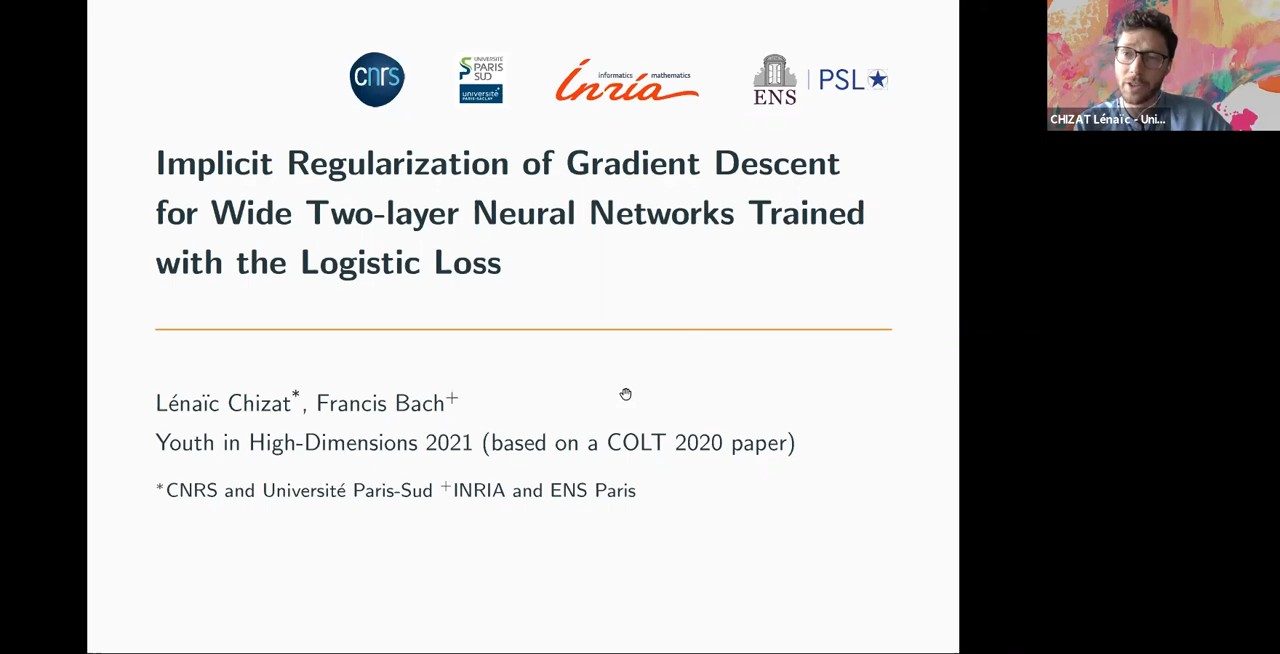 cnrs
UNIVERSITÉ
PARIS
SUD
université
PARIS-SACLAY
informatics mathematics
Inria
ENS
PSL
CHIZAT Lénaïc - Uni...
Implicit Regularization of Gradient Descent
for Wide Two-layer Neural Networks Trained
with the Logistic Loss
Lénaïc Chizat*, Francis Bach+
Youth in High-Dimensions 2021 (based on a COLT 2020 paper)
*CNRS and Université Paris-Sud +INRIA and ENS Paris